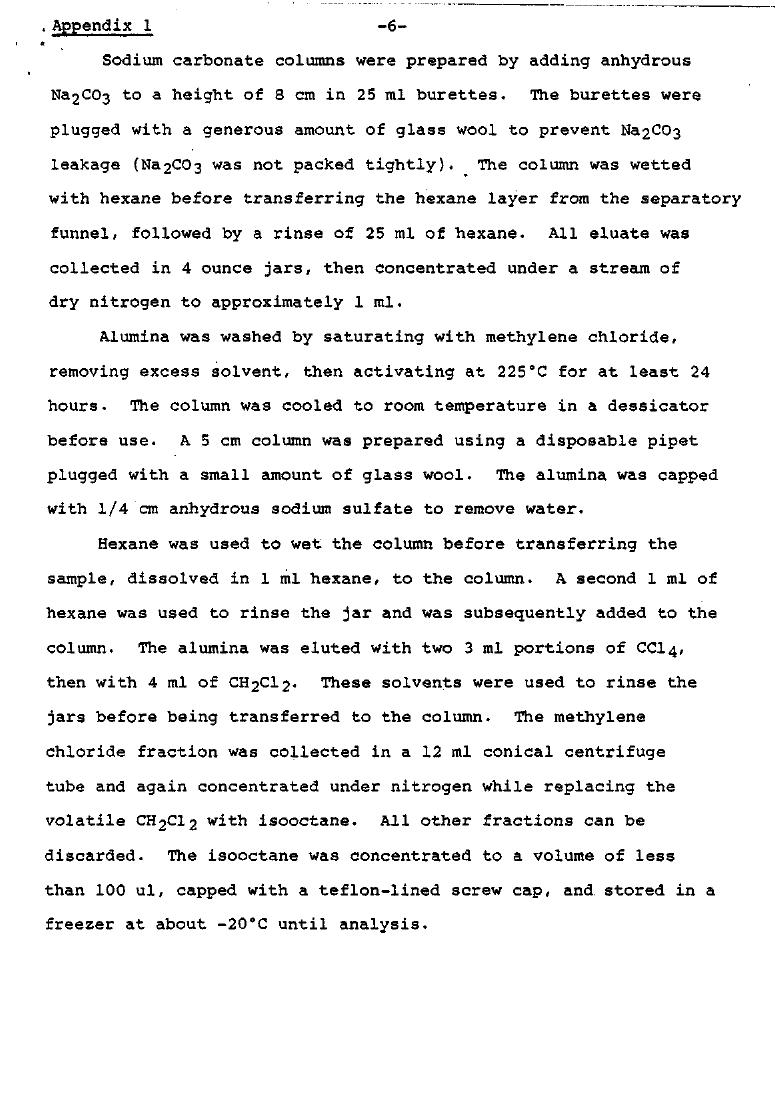 Appendix 1 -6-
Sodium carbonate columns were prepared by adding anhydrous
Na2CO3 to a height of 8 cm in 25 ml burettes. The burettes were
plugged with a generous amount of glass wool to prevent Na2CO3
leakage (Na2CO3 was not packed tightly). The column was wetted
with hexane before transferring the hexane layer from the separatory
funnel, followed by a rinse of 25 ml of hexane. All eluate was
collected in 4 ounce jars, then concentrated under a stream of
dry nitrogen to approximately 1 ml.
Alumina was washed by saturating with methylene chloride,
removing excess solvent, then activating at 225°C for at least 24
hours. The column was cooled to room temperature in a dessicator
before use. A 5 cm column was prepared using a disposable pipet
plugged with a small amount of glass wool. The alumina was capped
with 1/4 cm anhydrous sodium sulfate to remove water.
Hexane was used to wet the column before transferring the
sample, dissolved in 1 ml hexane, to the column. A second 1 ml of
hexane was used to rinse the jar and was subsequently added to the
column. The alumina was eluted with two 3 ml portions of CCl4,
then with 4 ml of CH2Cl2. These solvents were used to rinse the
jars before being transferred to the column. The methylene
chloride fraction was collected in a 12 ml conical centrifuge
tube and again concentrated under nitrogen while replacing the
volatile CH2Cl2 with isooctane. All other fractions can be
discarded. The isooctane was concentrated to a volume of less
than 100 ul, capped with a teflon-lined screw cap, and stored in a
freezer at about -20°C until analysis.